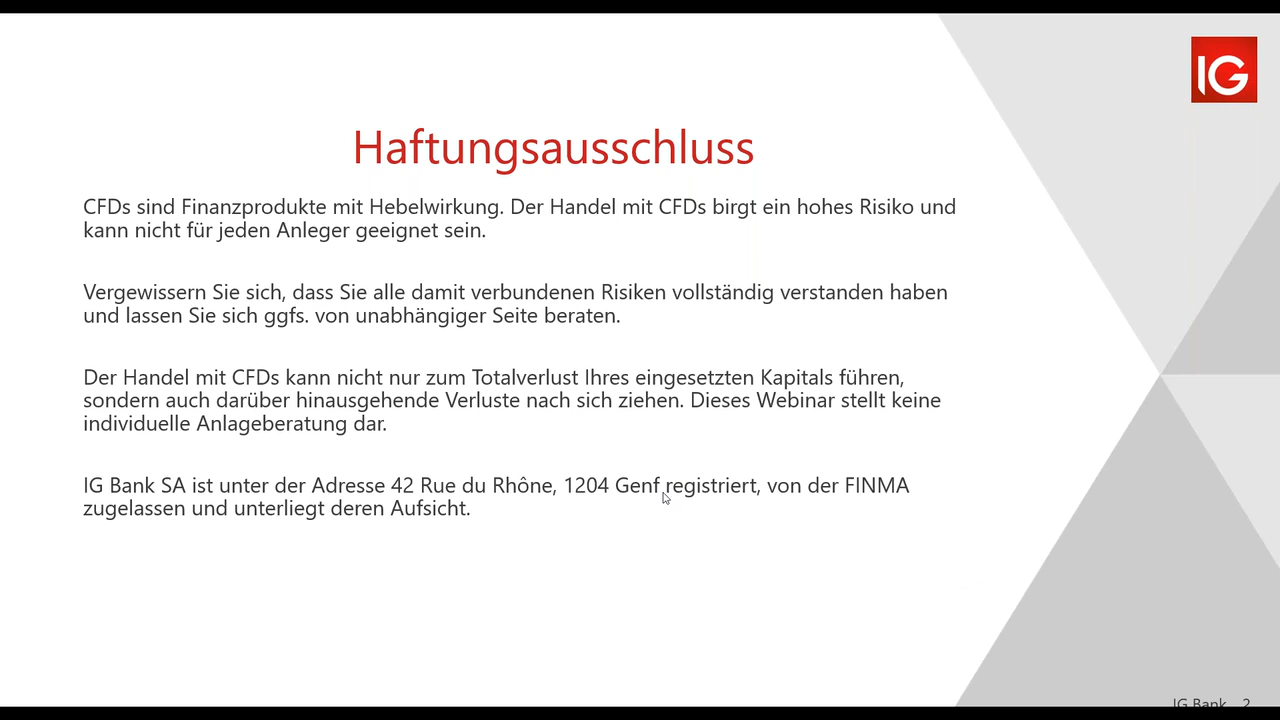 IG
Haftungsausschluss
CFDs sind Finanzprodukte mit Hebelwirkung. Der Handel mit CFDs birgt ein hohes Risiko und
kann nicht für jeden Anleger geeignet sein.
Vergewissern Sie sich, dass Sie alle damit verbundenen Risiken vollständig verstanden haben
und lassen Sie sich ggfs. von unabhängiger Seite beraten.
Der Handel mit CFDs kann nicht nur zum Totalverlust Ihres eingesetzten Kapitals führen,
sondern auch darüber hinausgehende Verluste nach sich ziehen. Dieses Webinar stellt keine
individuelle Anlageberatung dar.
IG Bank SA ist unter der Adresse 42 Rue du Rhône, 1204 Genf registriert, von der FINMA
zugelassen und unterliegt deren Aufsicht.
IG Bank 2